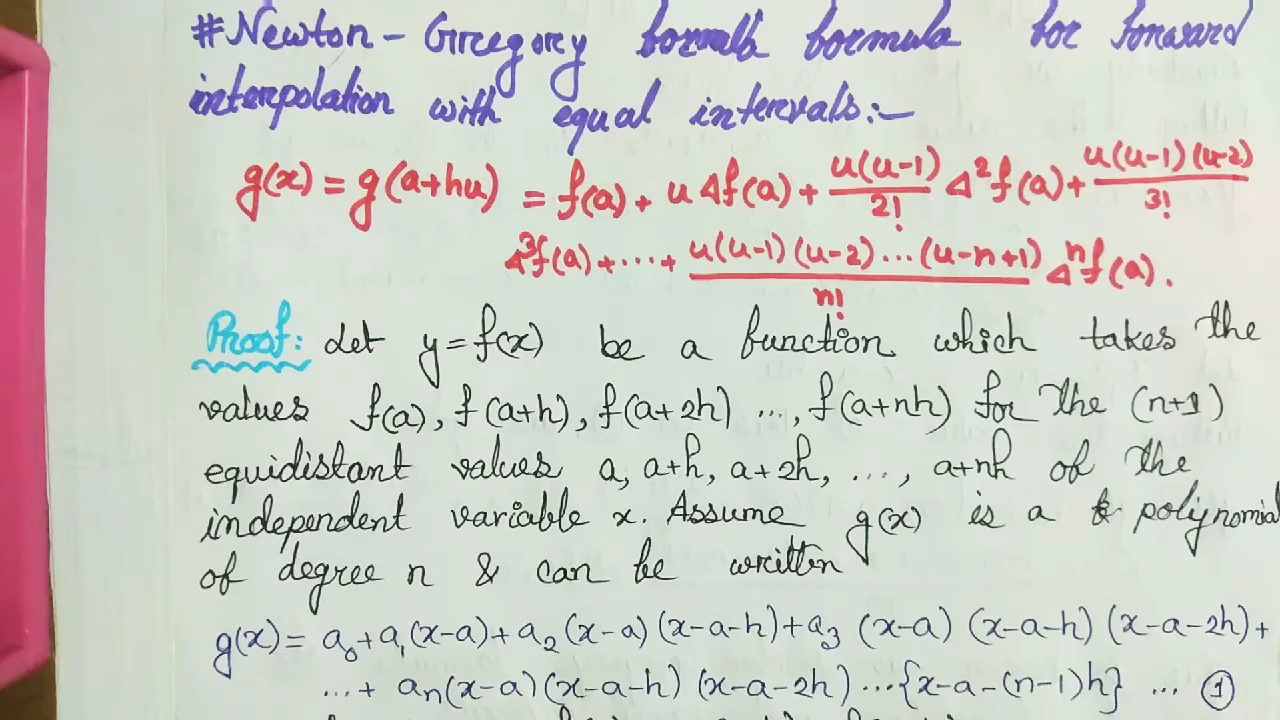 #Newton-Gregory formula for forward
interpolation with equal intervals:-
g(x) = g(a+hu) = f(a) + u Δf(a) + u(u-1)/2! Δ²f(a) + u(u-1)(u-2)/3!
Δ³f(a) + ... + u(u-1)(u-2)...(u-n+1)/n! Δⁿf(a).
Proof: Let y=f(x) be a function which takes the
values f(a), f(a+h), f(a+2h) ..., f(a+nh) for the (n+1)
equidistant values a, a+h, a+2h, ..., a+nh of the
independent variable x. Assume g(x) is a polynomial
of degree n & can be written
g(x) = a₀+a₁(x-a)+a₂(x-a)(x-a-h)+a₃(x-a)(x-a-h)(x-a-2h)+
...+ aₙ(x-a)(x-a-h)(x-a-2h)...{x-a-(n-1)h} ... ①